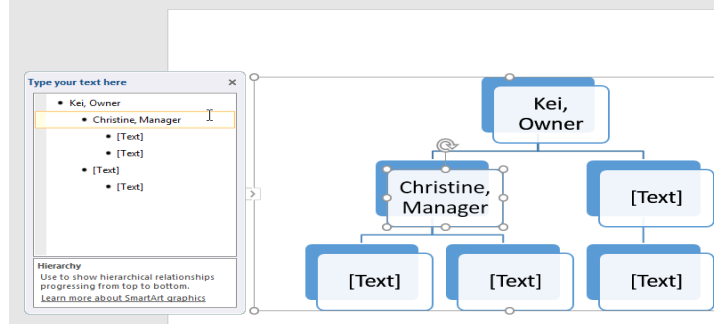 Type your text here
Kei, Owner
Christine, Manager
[Text]
[Text]
[Text]
[Text]
Hierarchy
Use to show hierarchical relationships
progressing from top to bottom.
Learn more about SmartArt graphics
Kei,
Owner
Christine,
Manager
[Text]
[Text]
[Text]
[Text]